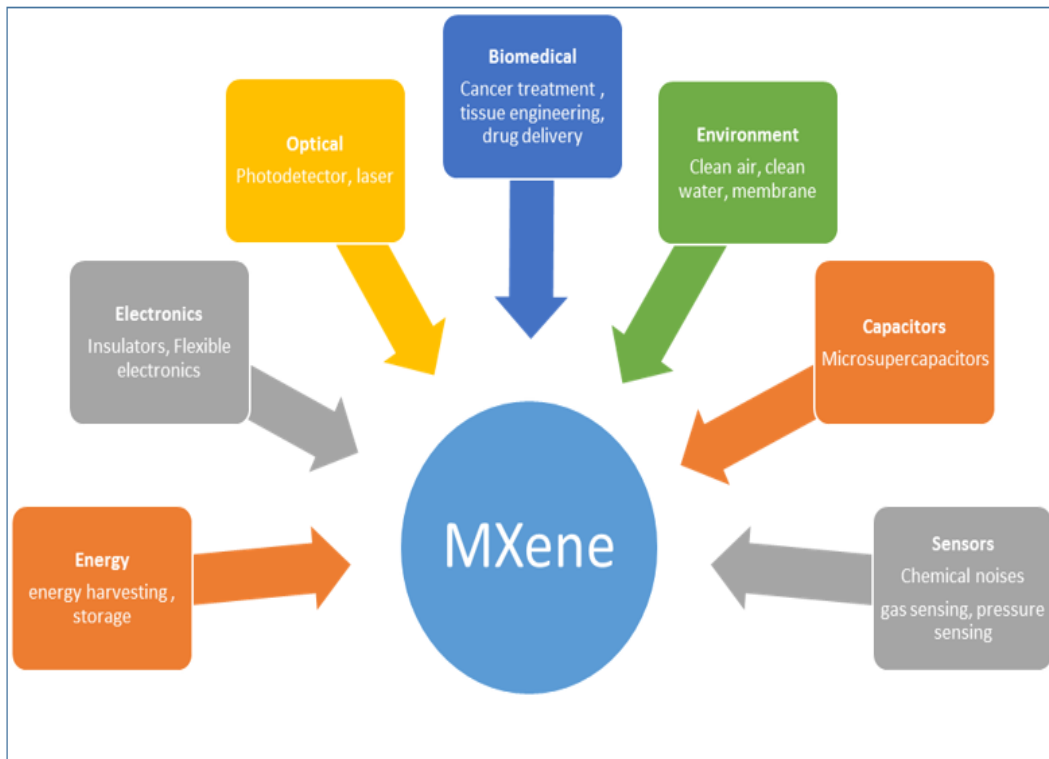 Biomedical
Cancer treatment ,
tissue engineering,
drug delivery
Optical
Photodetector, laser
Environment
Clean air, clean
water, membrane
Electronics
Insulators, Flexible
electronics
Capacitors
Microsupercapacitors
Energy
energy harvesting ,
storage
MXene
Sensors
Chemical noises
gas sensing, pressure
sensing